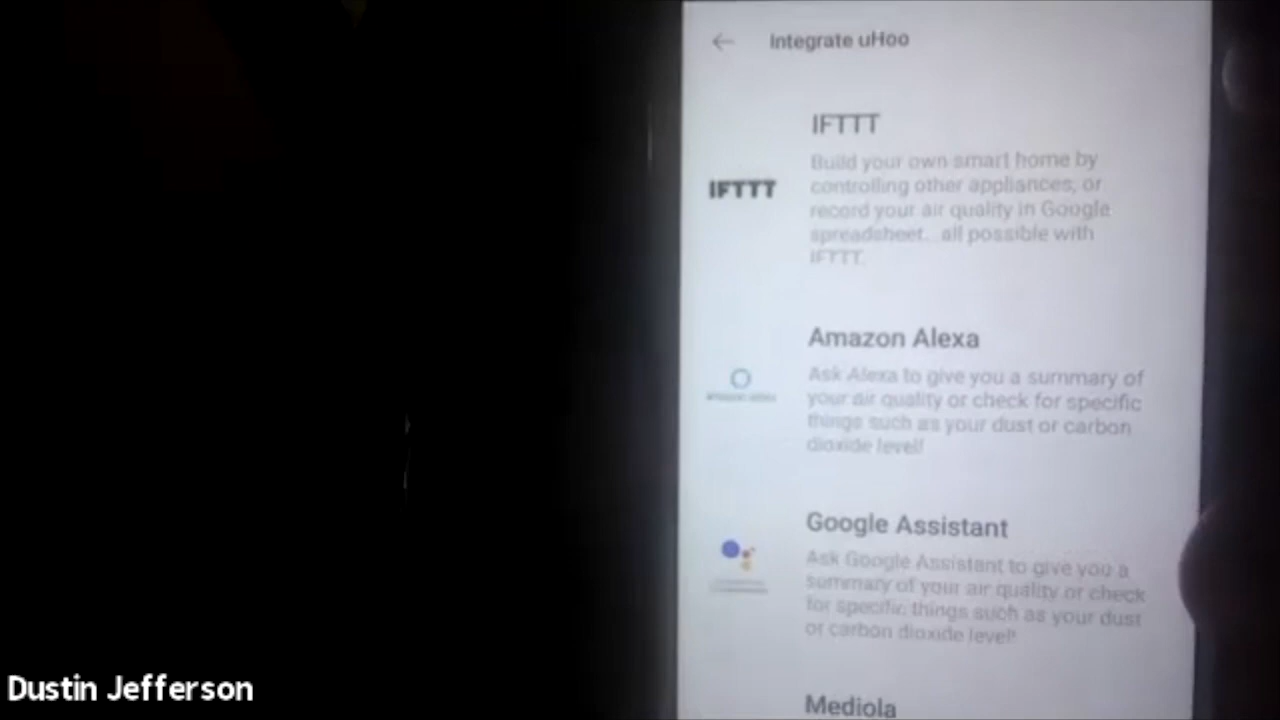 Integrate uHoo
IFTTT
IFTTT
Build your own smart home by
controlling other appliances, or
record your air quality in Google
spreadsheet...all possible with
IFTTT.
Amazon Alexa
Ask Alexa to give you a summary of
your air quality or check for specific
things such as your dust or carbon
dioxide level!
Google Assistant
Ask Google Assistant to give you a
summary of your air quality or check
for specific things such as your dust
or carbon dioxide level!
Mediola
Dustin Jefferson